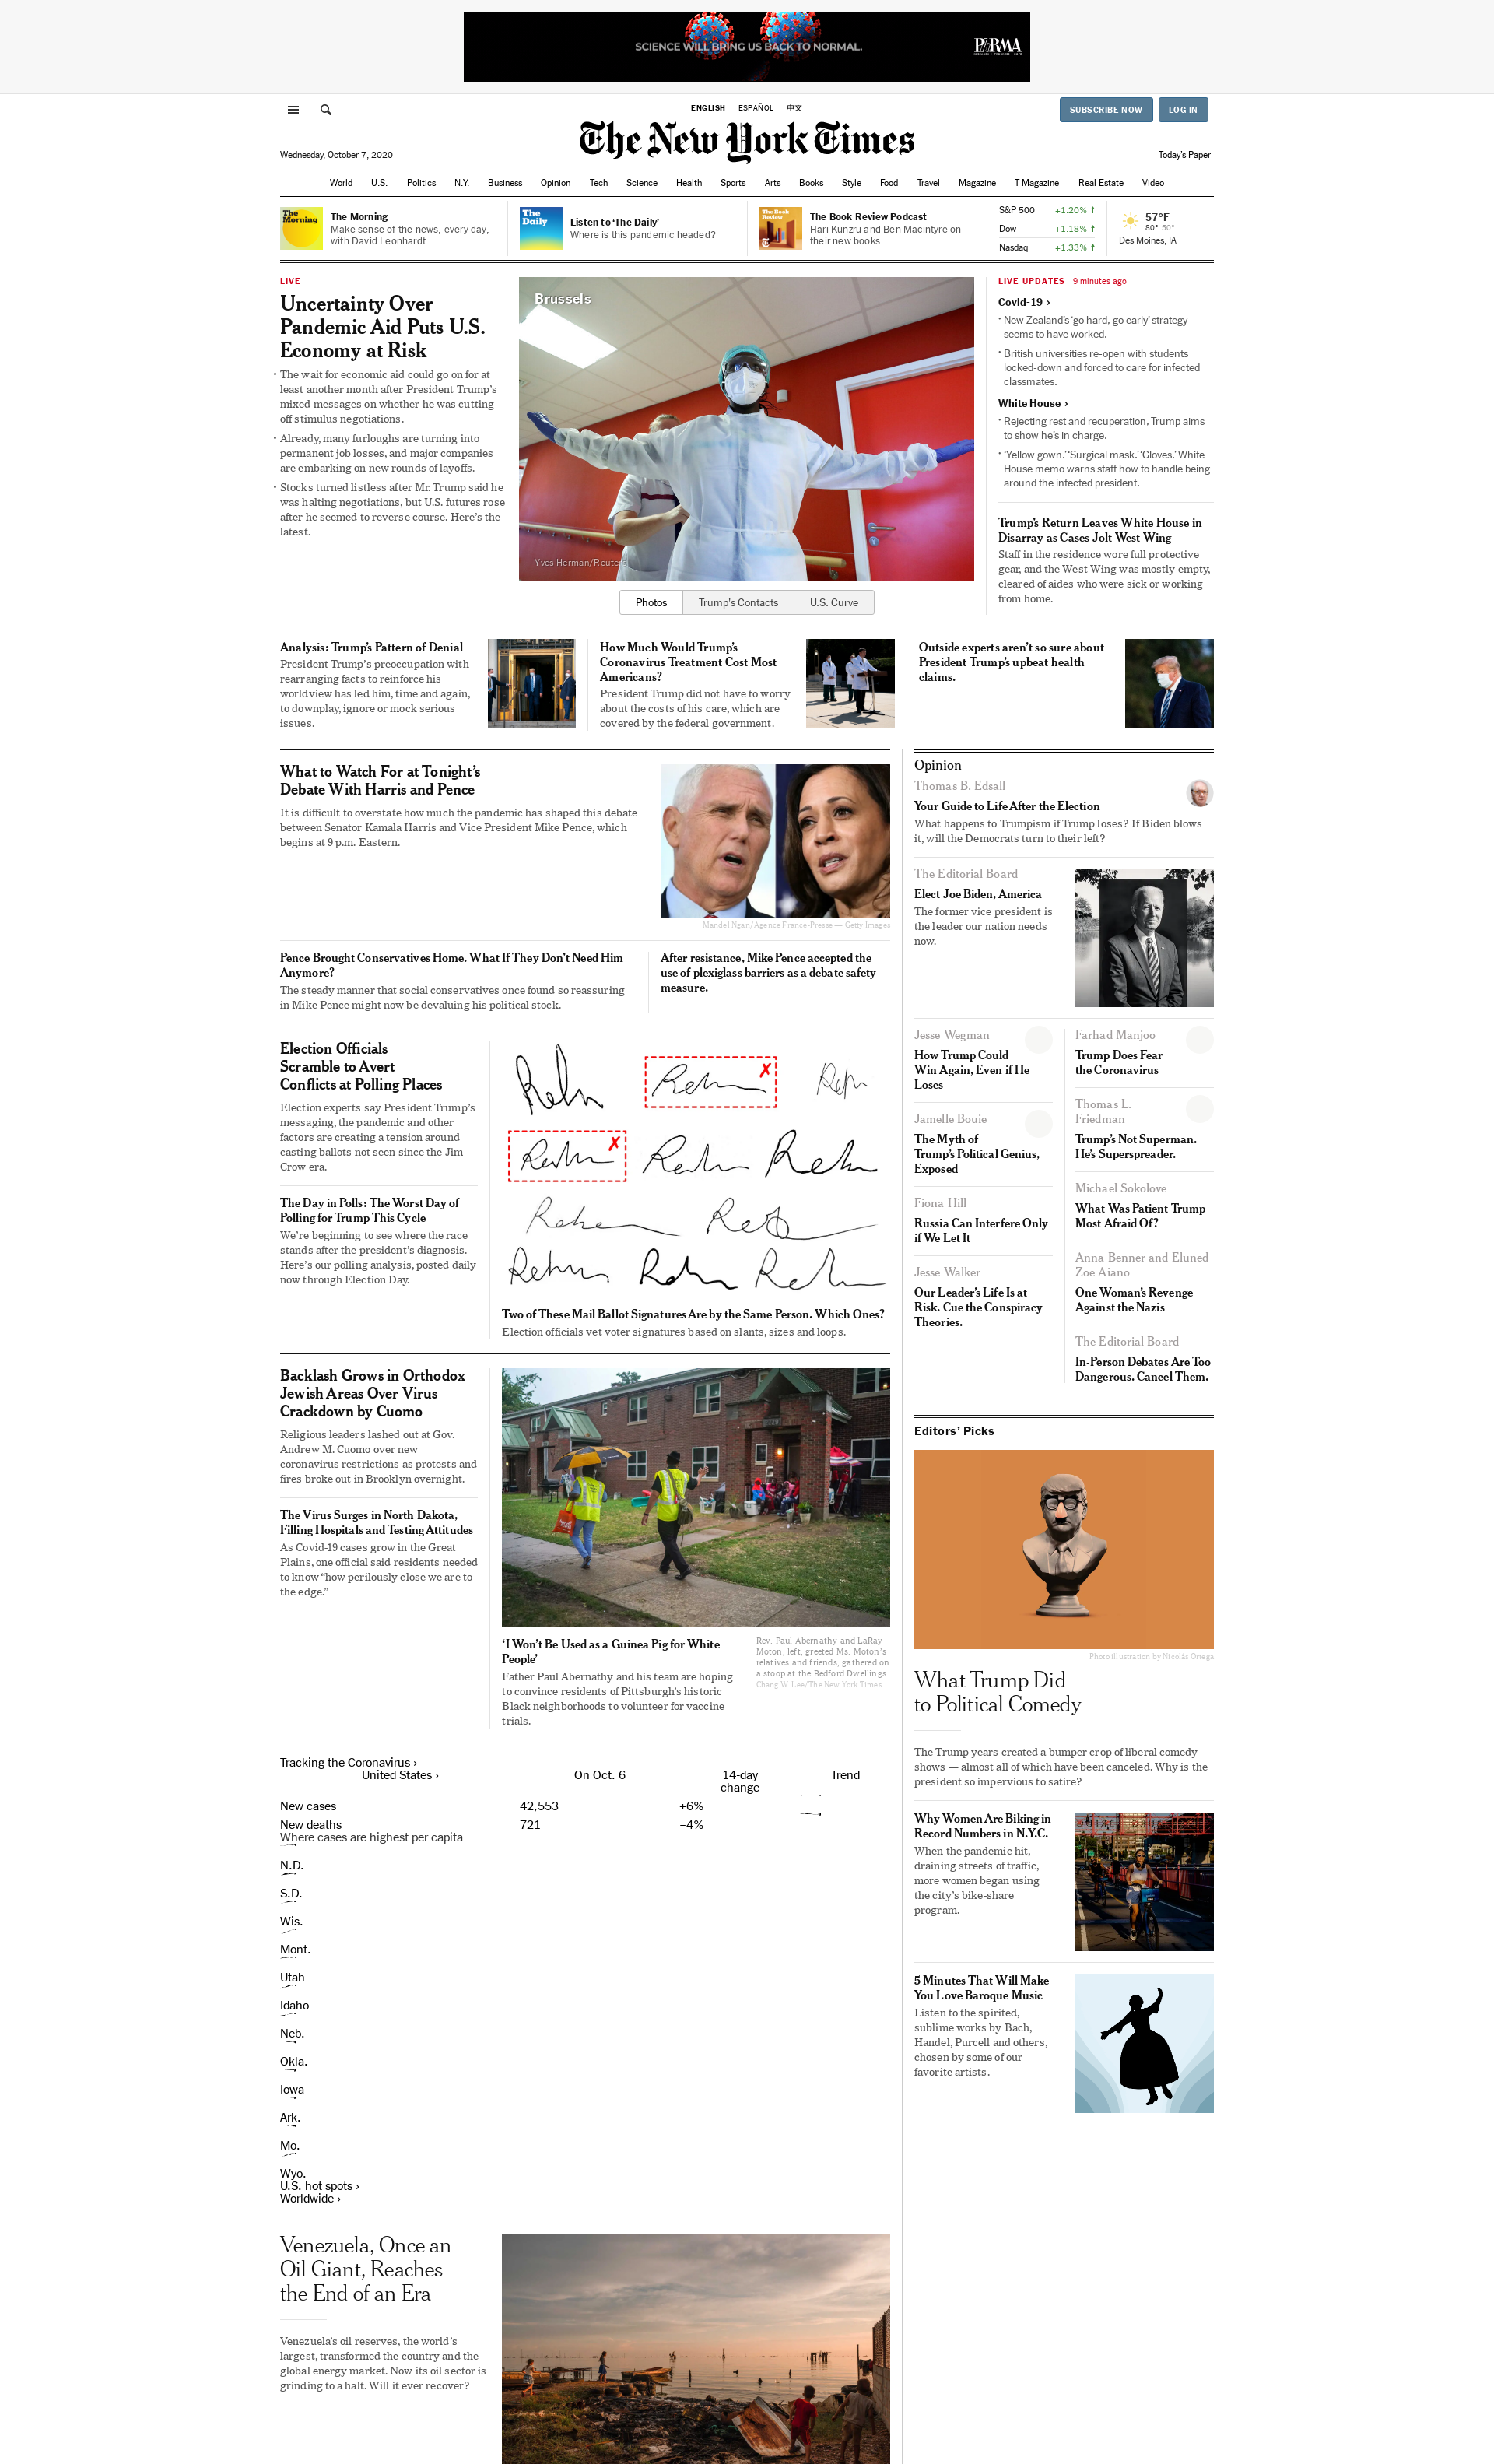 SCIENCE WILL BRING US BACK TO NORMAL.
PhRMA
ENGLISH ESPAÑOL 中文
SUBSCRIBE NOW LOG IN
The New York Times
Wednesday, October 7, 2020
Today's Paper
World U.S. Politics N.Y. Business Opinion Tech Science Health Sports Arts Books Style Food Travel Magazine T Magazine Real Estate Video
The Morning
The Morning
Make sense of the news, every day,
with David Leonhardt.
The Daily
Listen to ‘The Daily’
Where is this pandemic headed?
The Book Review
The Book Review Podcast
Hari Kunzru and Ben Macintyre on
their new books.
S&P 500 +1.20% ↑
Dow +1.18% ↑
Nasdaq +1.33% ↑
57°F
80° 50°
Des Moines, IA
LIVE
Uncertainty Over
Pandemic Aid Puts U.S.
Economy at Risk
• The wait for economic aid could go on for at
least another month after President Trump’s
mixed messages on whether he was cutting
off stimulus negotiations.
• Already, many furloughs are turning into
permanent job losses, and major companies
are embarking on new rounds of layoffs.
• Stocks turned listless after Mr. Trump said he
was halting negotiations, but U.S. futures rose
after he seemed to reverse course. Here’s the
latest.
Brussels
Yves Herman/Reuters
Photos Trump's Contacts U.S. Curve
LIVE UPDATES 9 minutes ago
Covid-19 ›
• New Zealand’s ‘go hard, go early’ strategy
seems to have worked.
• British universities re-open with students
locked-down and forced to care for infected
classmates.
White House ›
• Rejecting rest and recuperation, Trump aims
to show he’s in charge.
• ‘Yellow gown.’ ‘Surgical mask.’ ‘Gloves.’ White
House memo warns staff how to handle being
around the infected president.
Trump’s Return Leaves White House in
Disarray as Cases Jolt West Wing
Staff in the residence wore full protective
gear, and the West Wing was mostly empty,
cleared of aides who were sick or working
from home.
Analysis: Trump’s Pattern of Denial
President Trump’s preoccupation with
rearranging facts to reinforce his
worldview has led him, time and again,
to downplay, ignore or mock serious
issues.
How Much Would Trump’s
Coronavirus Treatment Cost Most
Americans?
President Trump did not have to worry
about the costs of his care, which are
covered by the federal government.
Outside experts aren’t so sure about
President Trump’s upbeat health
claims.
What to Watch For at Tonight’s
Debate With Harris and Pence
It is difficult to overstate how much the pandemic has shaped this debate
between Senator Kamala Harris and Vice President Mike Pence, which
begins at 9 p.m. Eastern.
Mandel Ngan/Agence France-Presse — Getty Images
Pence Brought Conservatives Home. What If They Don’t Need Him
Anymore?
The steady manner that social conservatives once found so reassuring
in Mike Pence might now be devaluing his political stock.
After resistance, Mike Pence accepted the
use of plexiglass barriers as a debate safety
measure.
Election Officials
Scramble to Avert
Conflicts at Polling Places
Election experts say President Trump’s
messaging, the pandemic and other
factors are creating a tension around
casting ballots not seen since the Jim
Crow era.
The Day in Polls: The Worst Day of
Polling for Trump This Cycle
We’re beginning to see where the race
stands after the president’s diagnosis.
Here’s our polling analysis, posted daily
now through Election Day.
Two of These Mail Ballot Signatures Are by the Same Person. Which Ones?
Election officials vet voter signatures based on slants, sizes and loops.
Backlash Grows in Orthodox
Jewish Areas Over Virus
Crackdown by Cuomo
Religious leaders lashed out at Gov.
Andrew M. Cuomo over new
coronavirus restrictions as protests and
fires broke out in Brooklyn overnight.
The Virus Surges in North Dakota,
Filling Hospitals and Testing Attitudes
As Covid-19 cases grow in the Great
Plains, one official said residents needed
to know “how perilously close we are to
the edge.”
‘I Won’t Be Used as a Guinea Pig for White
People’
Father Paul Abernathy and his team are hoping
to convince residents of Pittsburgh’s historic
Black neighborhoods to volunteer for vaccine
trials.
Rev. Paul Abernathy and LaRay
Moton, left, greeted Ms. Moton’s
relatives and friends, gathered on
a stoop at the Bedford Dwellings.
Chang W. Lee/The New York Times
Tracking the Coronavirus ›
United States › On Oct. 6 14-day
change Trend
New cases 42,553 +6%
New deaths 721 –4%
Where cases are highest per capita
N.D.
S.D.
Wis.
Mont.
Utah
Idaho
Neb.
Okla.
Iowa
Ark.
Mo.
Wyo.
U.S. hot spots ›
Worldwide ›
Venezuela, Once an
Oil Giant, Reaches
the End of an Era
Venezuela’s oil reserves, the world’s
largest, transformed the country and the
global energy market. Now its oil sector is
grinding to a halt. Will it ever recover?
Opinion
Thomas B. Edsall
Your Guide to Life After the Election
What happens to Trumpism if Trump loses? If Biden blows
it, will the Democrats turn to their left?
The Editorial Board
Elect Joe Biden, America
The former vice president is
the leader our nation needs
now.
Jesse Wegman
How Trump Could
Win Again, Even if He
Loses
Jamelle Bouie
The Myth of
Trump’s Political Genius,
Exposed
Fiona Hill
Russia Can Interfere Only
if We Let It
Jesse Walker
Our Leader’s Life Is at
Risk. Cue the Conspiracy
Theories.
Farhad Manjoo
Trump Does Fear
the Coronavirus
Thomas L.
Friedman
Trump’s Not Superman.
He’s Superspreader.
Michael Sokolove
What Was Patient Trump
Most Afraid Of?
Anna Benner and Eluned
Zoe Aiano
One Woman’s Revenge
Against the Nazis
The Editorial Board
In-Person Debates Are Too
Dangerous. Cancel Them.
Editors’ Picks
Photo illustration by Nicolás Ortega
What Trump Did
to Political Comedy
The Trump years created a bumper crop of liberal comedy
shows — almost all of which have been canceled. Why is the
president so impervious to satire?
Why Women Are Biking in
Record Numbers in N.Y.C.
When the pandemic hit,
draining streets of traffic,
more women began using
the city’s bike-share
program.
5 Minutes That Will Make
You Love Baroque Music
Listen to the spirited,
sublime works by Bach,
Handel, Purcell and others,
chosen by some of our
favorite artists.